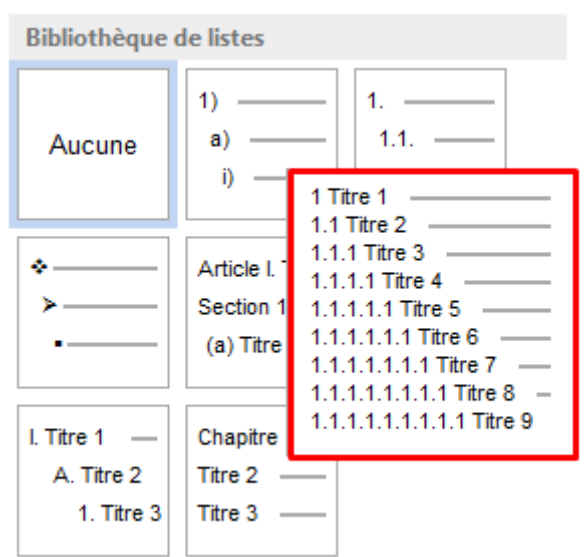 Bibliothèque de listes
Aucune
1)
a)
i)
1.
1.1.
1 Titre 1
1.1 Titre 2
1.1.1 Titre 3
1.1.1.1 Titre 4
1.1.1.1.1 Titre 5
1.1.1.1.1.1 Titre 6
1.1.1.1.1.1.1 Titre 7
1.1.1.1.1.1.1.1 Titre 8
1.1.1.1.1.1.1.1.1 Titre 9
Article I.
Section 1
(a) Titre
I. Titre 1
A. Titre 2
1. Titre 3
Chapitre
Titre 2
Titre 3